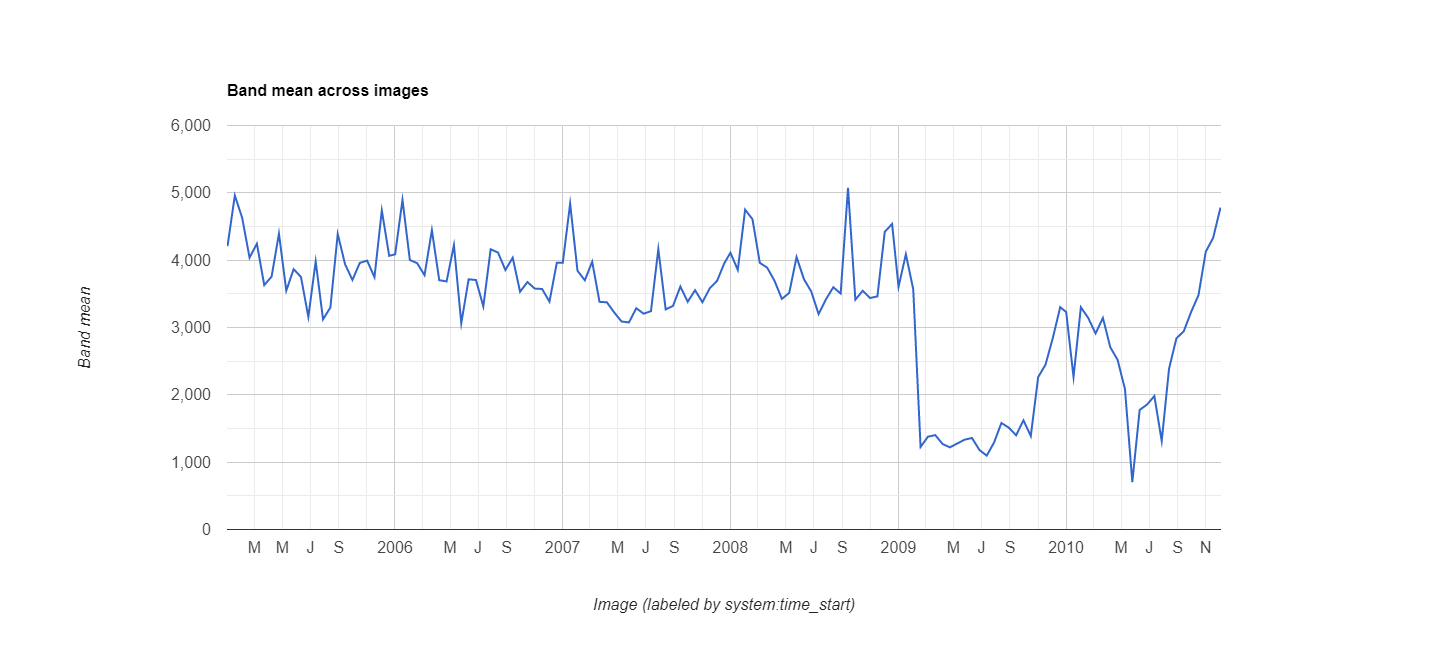 Band mean across images
6,000
5,000
4,000
3,000
2,000
1,000
0
Band mean
M M J S 2006 M J S 2007 M J S 2008 M J S 2009 M J S 2010 M J S N
Image (labeled by system:time_start)